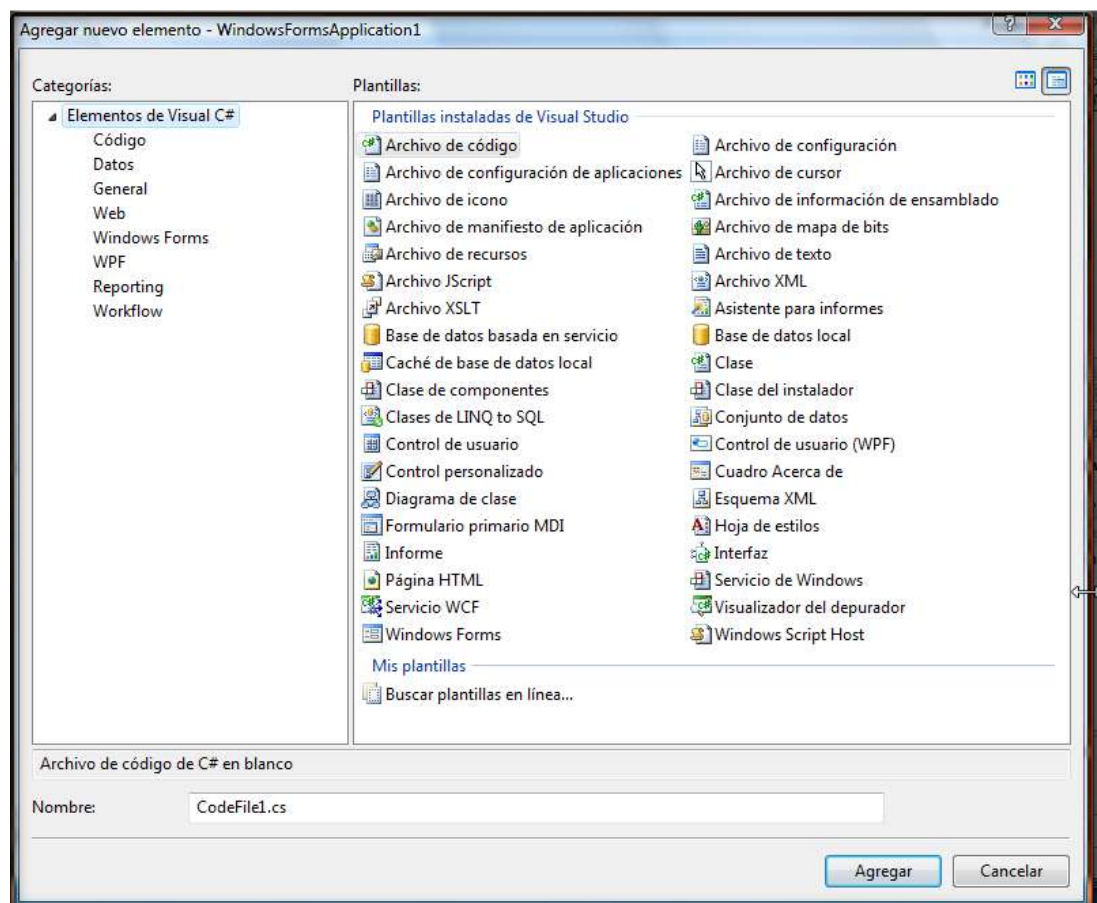 Agregar nuevo elemento - WindowsFormsApplication1
Categorías:
Plantillas:
Elementos de Visual C#
Código
Datos
General
Web
Windows Forms
WPF
Reporting
Workflow
Plantillas instaladas de Visual Studio
Archivo de código
Archivo de configuración
Archivo de configuración de aplicaciones
Archivo de cursor
Archivo de icono
Archivo de información de ensamblado
Archivo de manifiesto de aplicación
Archivo de mapa de bits
Archivo de recursos
Archivo de texto
Archivo JScript
Archivo XML
Archivo XSLT
Asistente para informes
Base de datos basada en servicio
Base de datos local
Caché de base de datos local
Clase
Clase de componentes
Clase del instalador
Clases de LINQ to SQL
Conjunto de datos
Control de usuario
Control de usuario (WPF)
Control personalizado
Cuadro Acerca de
Diagrama de clase
Esquema XML
Formulario primario MDI
Hoja de estilos
Informe
Interfaz
Página HTML
Servicio de Windows
Servicio WCF
Visualizador del depurador
Windows Forms
Windows Script Host
Mis plantillas
Buscar plantillas en línea...
Archivo de código de C# en blanco
Nombre:
CodeFile1.cs
Agregar
Cancelar